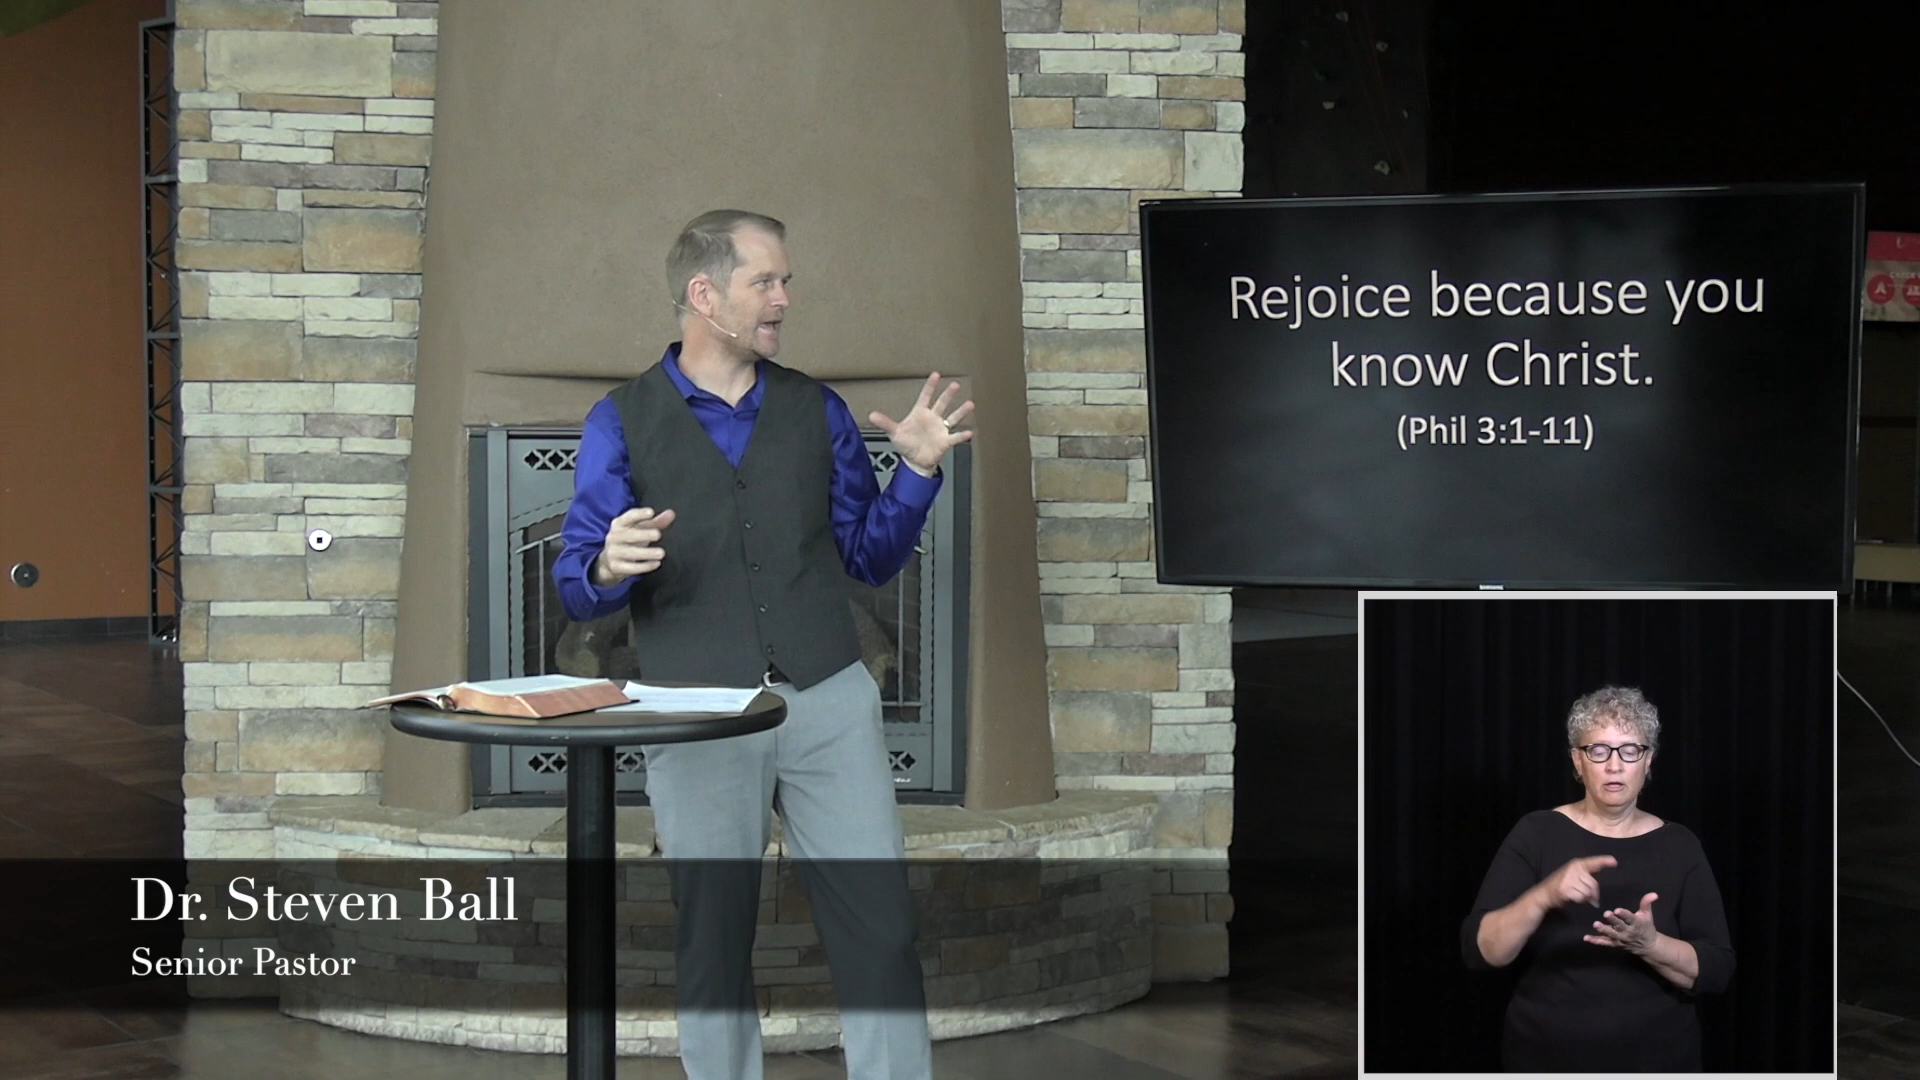 Rejoice because you
know Christ.
(Phil 3:1-11)
Dr. Steven Ball
Senior Pastor